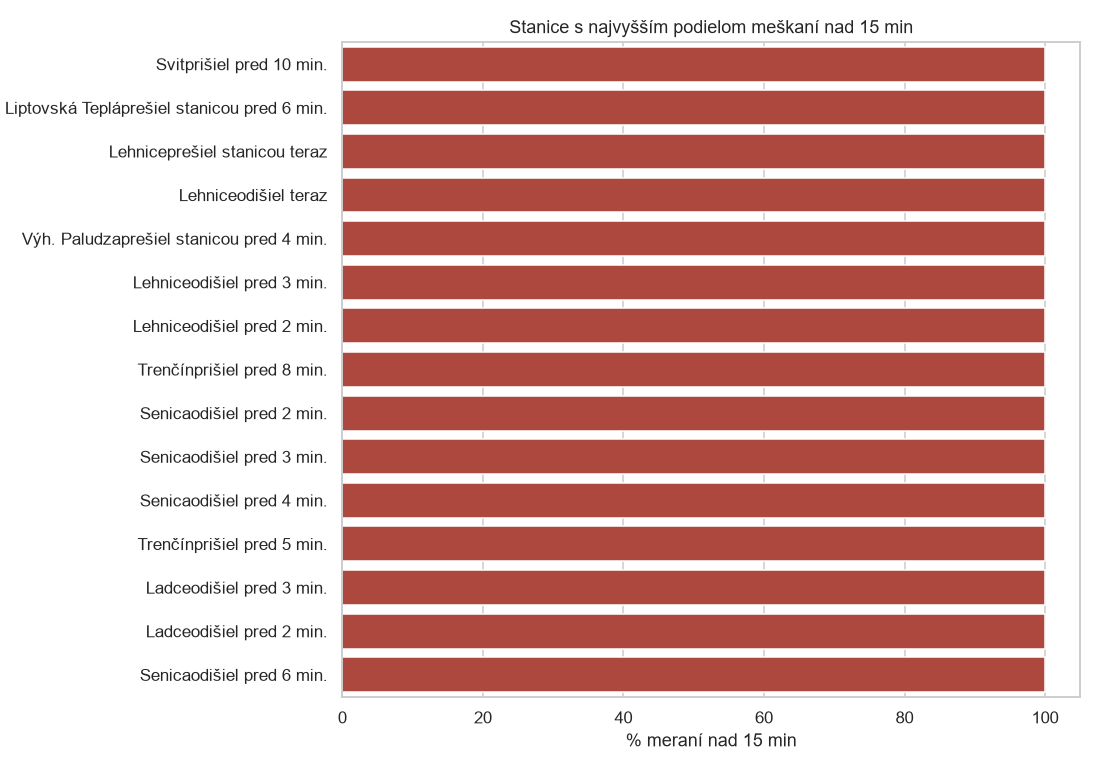 Stanice s najvyšším podielom meškaní nad 15 min
Svitprišiel pred 10 min.
Liptovská Tepláprešiel stanicou pred 6 min.
Lehniceprešiel stanicou teraz
Lehniceodišiel teraz
Výh. Paludzaprešiel stanicou pred 4 min.
Lehniceodišiel pred 3 min.
Lehniceodišiel pred 2 min.
Trenčínprišiel pred 8 min.
Senicaodišiel pred 2 min.
Senicaodišiel pred 3 min.
Senicaodišiel pred 4 min.
Trenčínprišiel pred 5 min.
Ladceodišiel pred 3 min.
Ladceodišiel pred 2 min.
Senicaodišiel pred 6 min.
0 20 40 60 80 100
% meraní nad 15 min